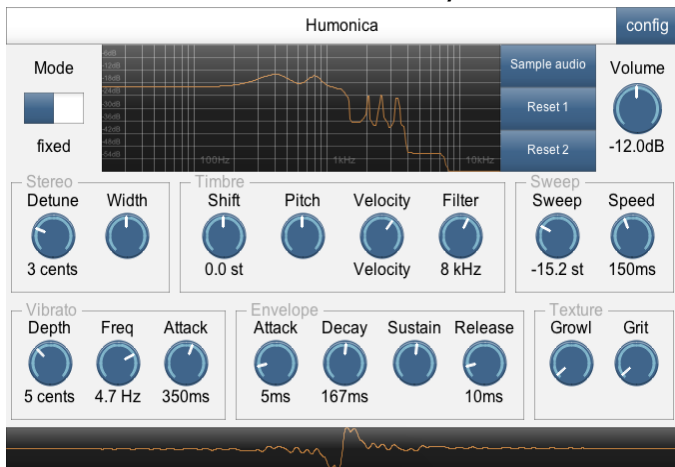 Humonica
config
Mode
fixed
-6dB
-12dB
-18dB
-24dB
-30dB
-36dB
-42dB
-48dB
-54dB
100Hz
1kHz
10kHz
Sample audio
Reset 1
Reset 2
Volume
-12.0dB
Stereo
Detune Width
3 cents
Timbre
Shift Pitch Velocity Filter
0.0 st Velocity 8 kHz
Sweep
Sweep Speed
-15.2 st 150ms
Vibrato
Depth Freq Attack
5 cents 4.7 Hz 350ms
Envelope
Attack Decay Sustain Release
5ms 167ms 10ms
Texture
Growl Grit